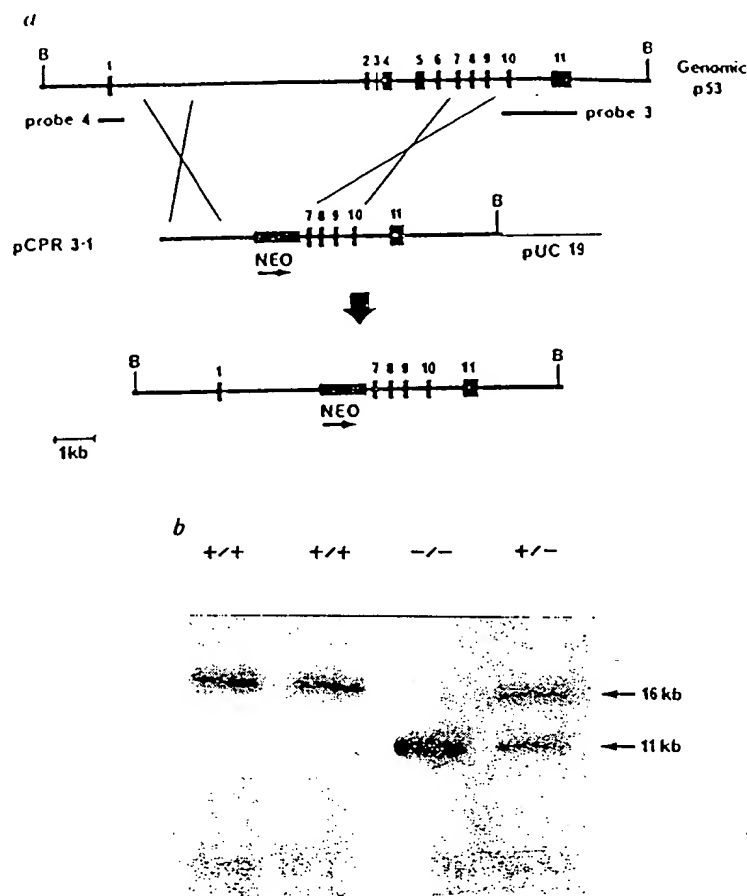 a
B 1 2 3 4 5 6 7 8 9 10 11 B
Genomic
p53
probe 4 probe 3
7 8 9 10 11 B
pCPR 3-1
NEO
pUC 19
B 1 7 8 9 10 11 B
NEO
1kb
b
+/+ +/+ -/- +/-
16 kb
11 kb